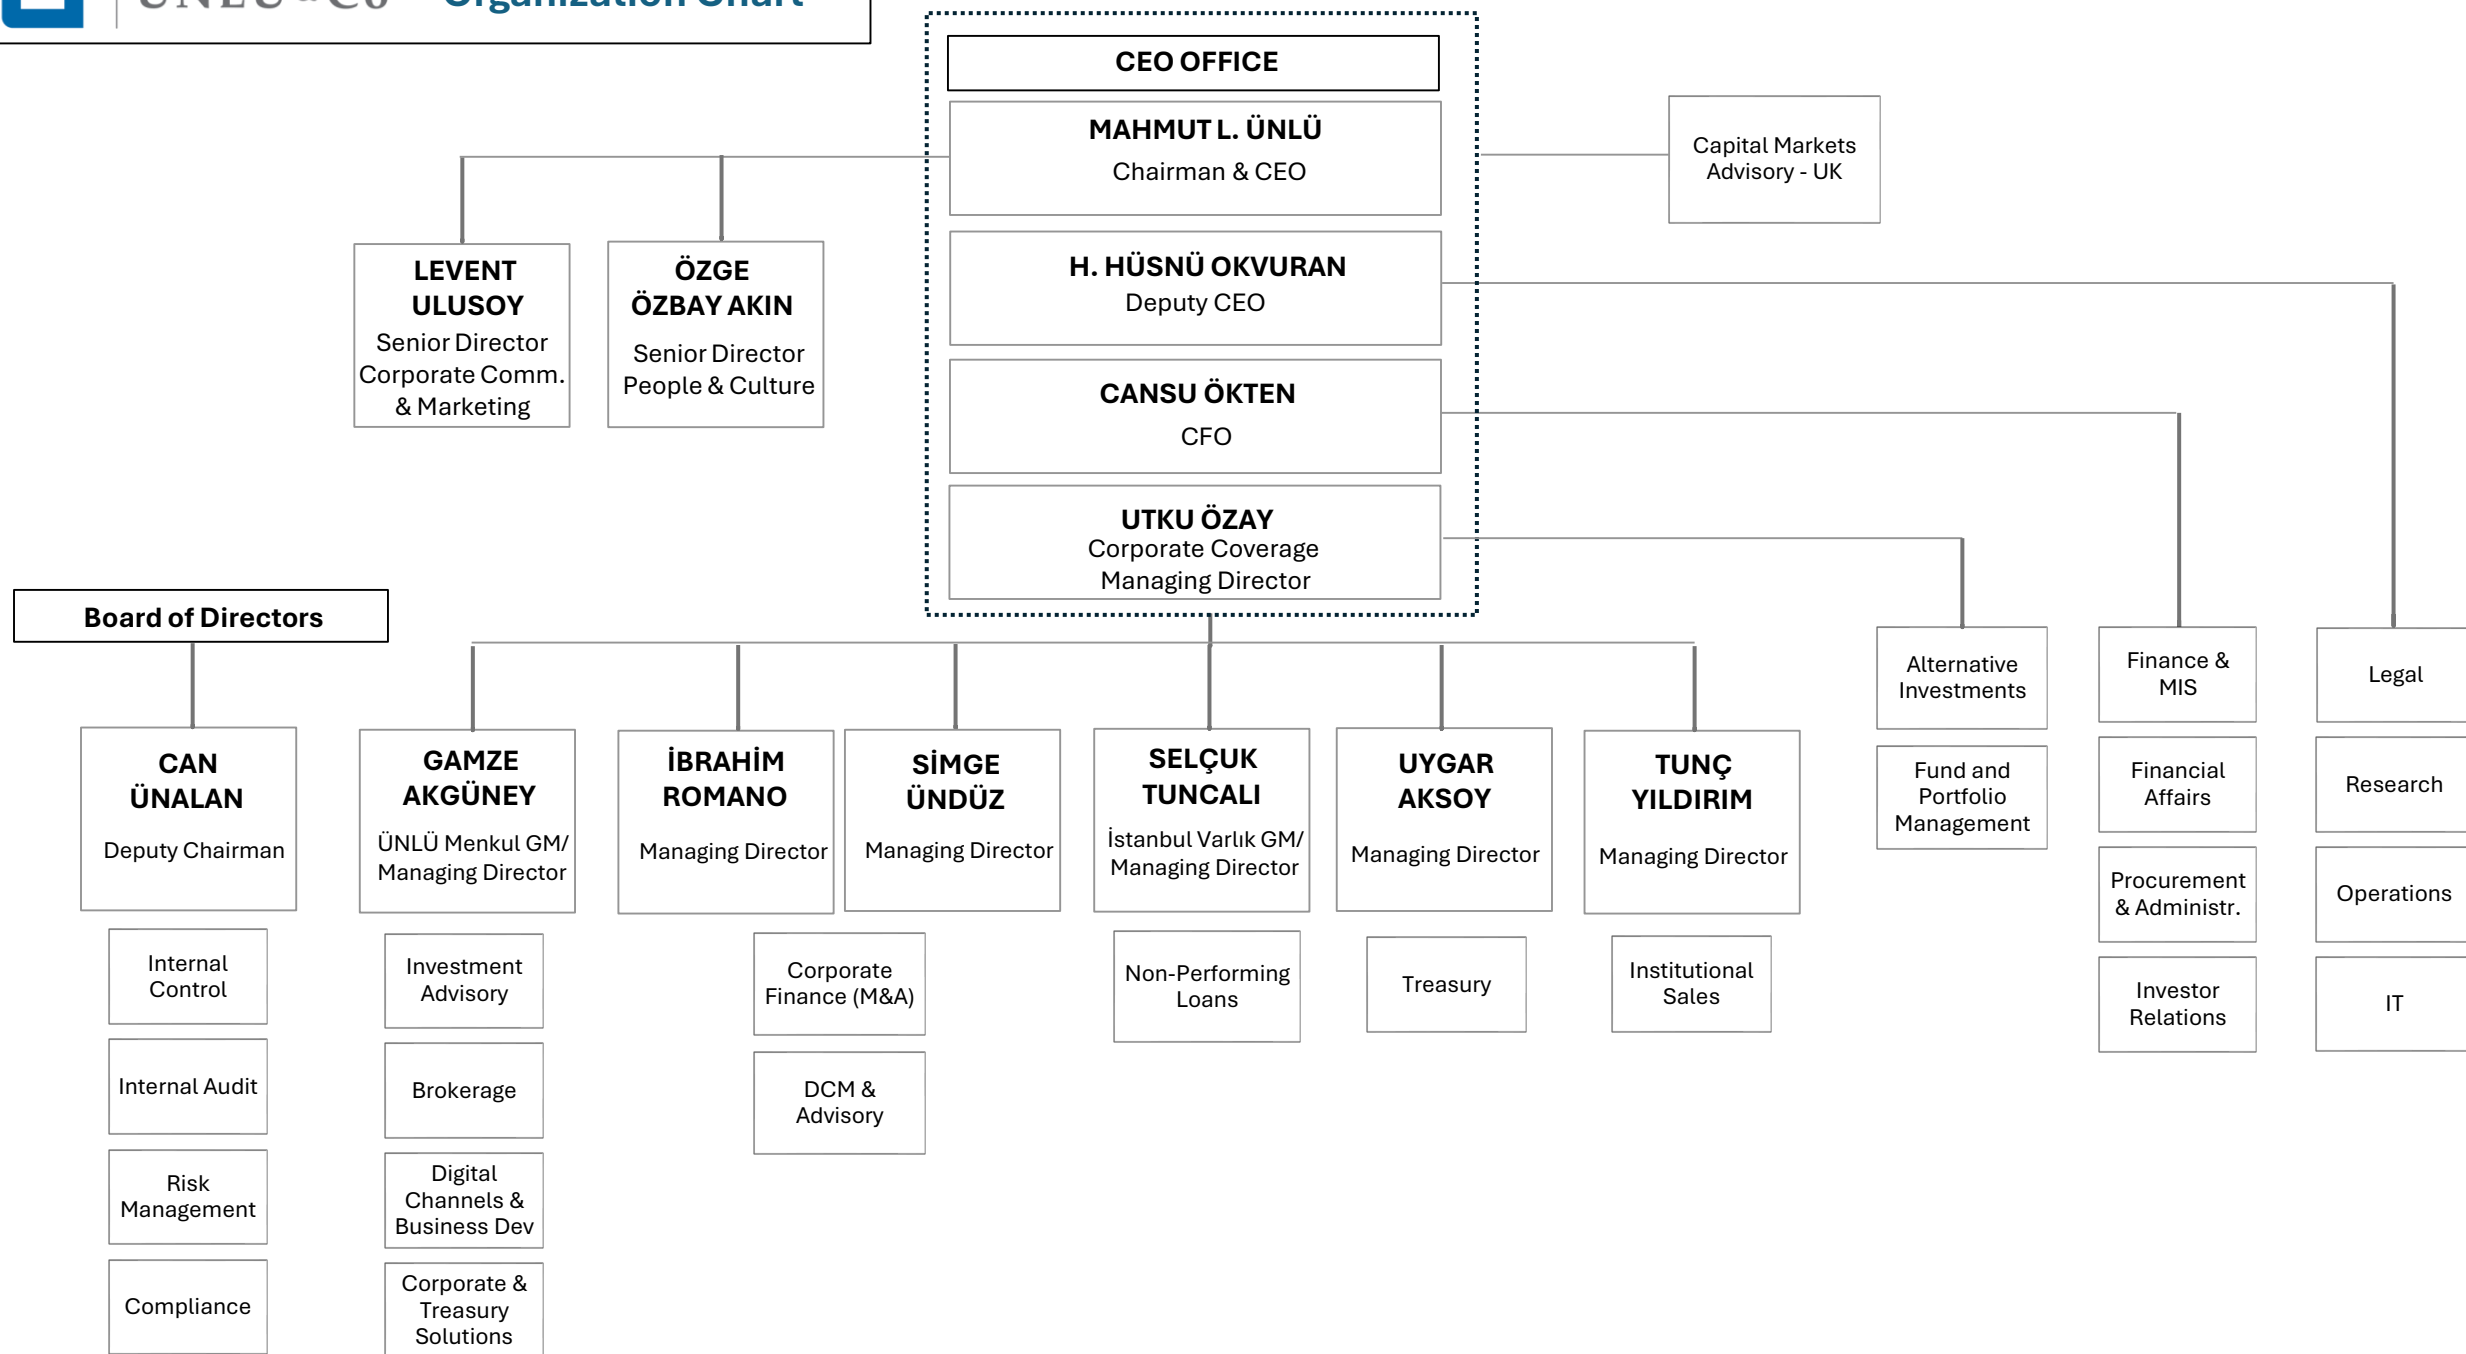 ÜNLÜ & Co
Organization Chart
CEO OFFICE
MAHMUT L. ÜNLÜ
Chairman & CEO
Capital Markets
Advisory - UK
LEVENT
ULUSOY
Senior Director
Corporate Comm.
& Marketing
ÖZGE
ÖZBAY AKIN
Senior Director
People & Culture
H. HÜSNÜ OKVURAN
Deputy CEO
CANSU ÖKTEN
CFO
UTKU ÖZAY
Corporate Coverage
Managing Director
Board of Directors
CAN
ÜNALAN
Deputy Chairman
Internal
Control
Internal Audit
Risk
Management
Compliance
GAMZE
AKGÜNEY
ÜNLÜ Menkul GM/
Managing Director
Investment
Advisory
Brokerage
Digital
Channels &
Business Dev
Corporate &
Treasury
Solutions
İBRAHİM
ROMANO
Managing Director
SİMGE
ÜNDÜZ
Managing Director
Corporate
Finance (M&A)
DCM &
Advisory
SELÇUK
TUNCALI
İstanbul Varlık GM/
Managing Director
Non-Performing
Loans
UYGAR
AKSOY
Managing Director
Treasury
TUNÇ
YILDIRIM
Managing Director
Institutional
Sales
Alternative
Investments
Fund and
Portfolio
Management
Finance &
MIS
Financial
Affairs
Procurement
& Administr.
Investor
Relations
Legal
Research
Operations
IT